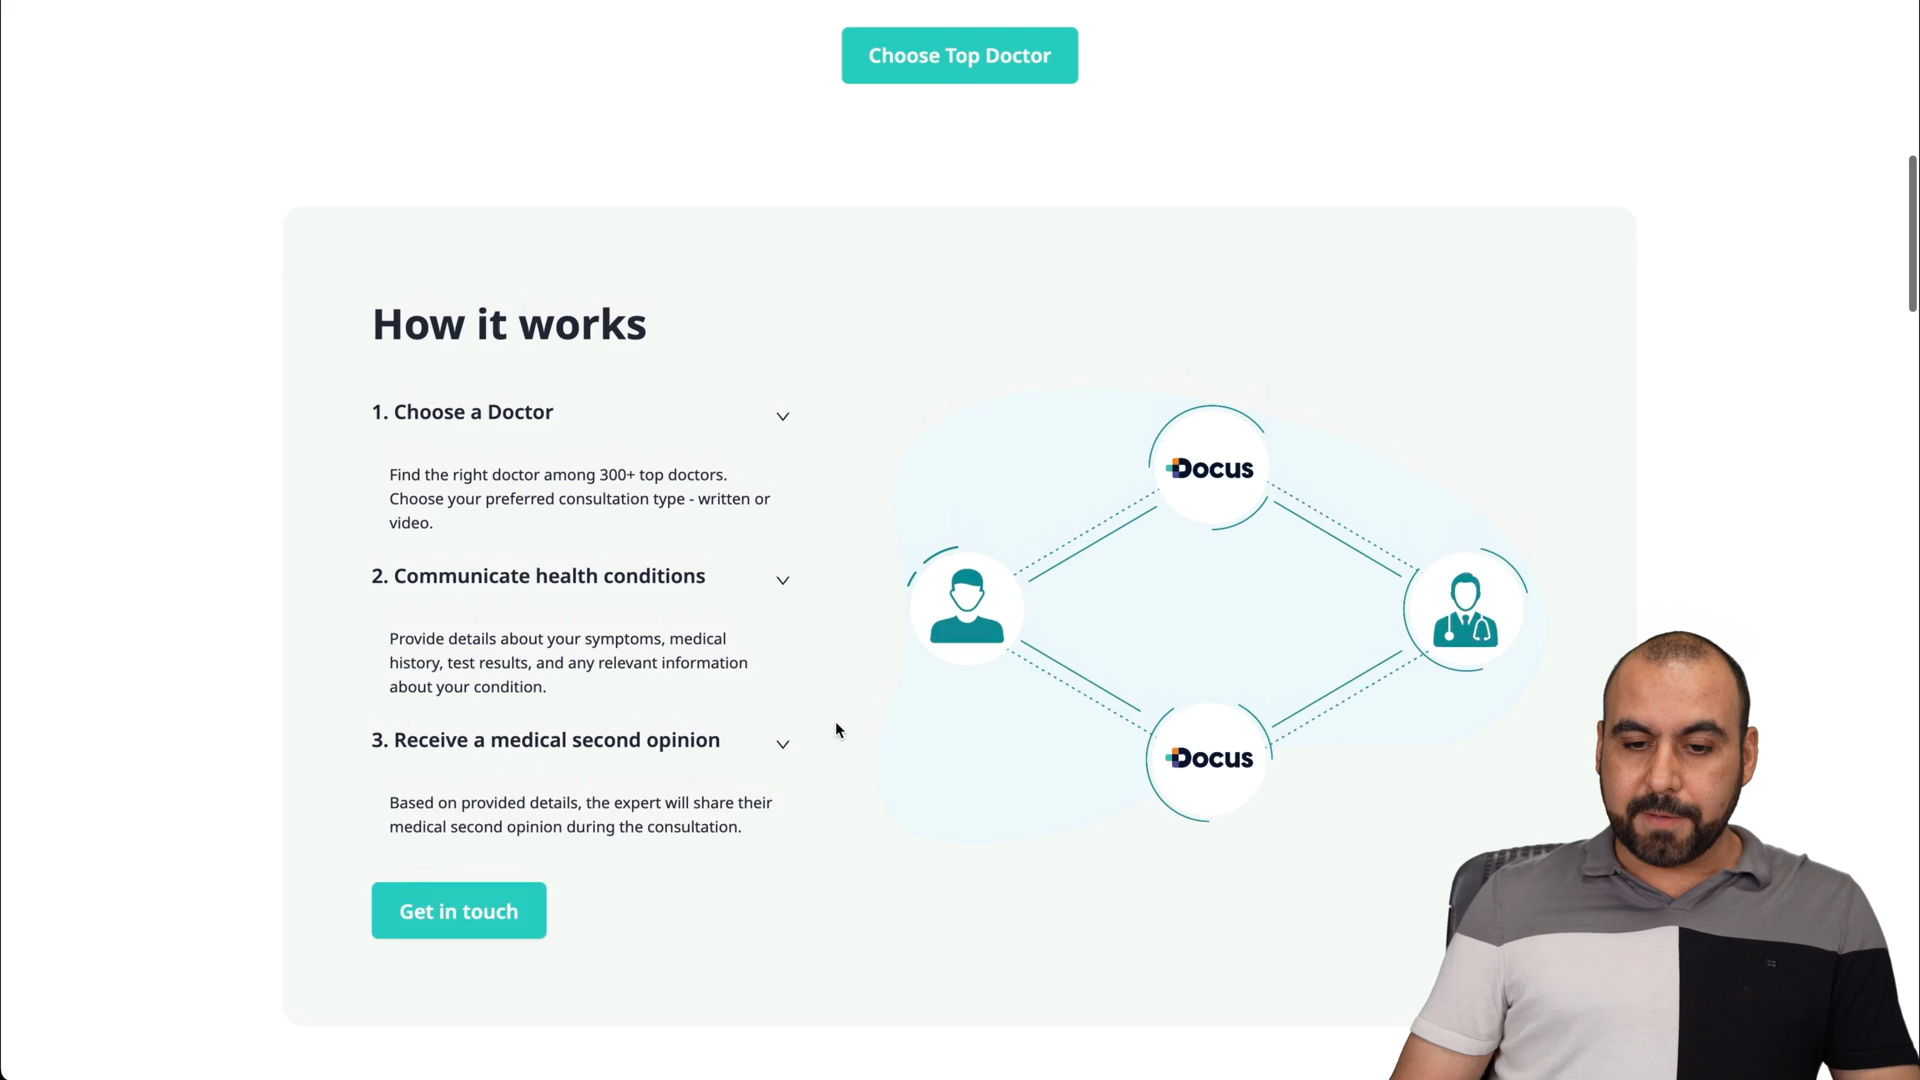 Choose Top Doctor
How it works
1. Choose a Doctor
Find the right doctor among 300+ top doctors.
Choose your preferred consultation type - written or
video.
2. Communicate health conditions
Provide details about your symptoms, medical
history, test results, and any relevant information
about your condition.
3. Receive a medical second opinion
Based on provided details, the expert will share their
medical second opinion during the consultation.
Get in touch
Docus
Docus